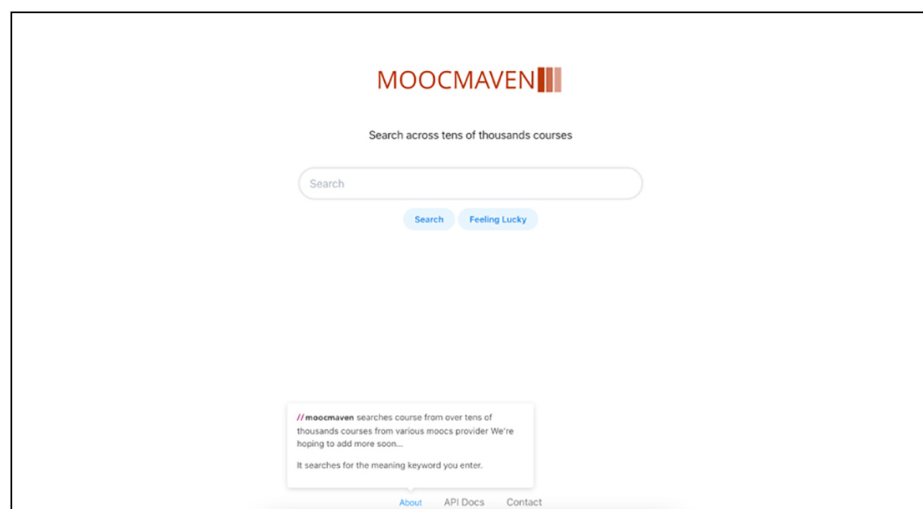 MOOCMAVEN
Search across tens of thousands courses
Search
Search Feeling Lucky
//moocmaven searches course from over tens of
thousands courses from various moocs provider We're
hoping to add more soon...
It searches for the meaning keyword you enter.
About API Docs Contact